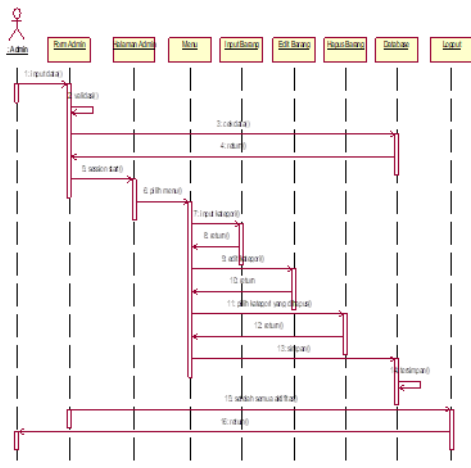 : Admin
Form Admin
Halaman Admin
Menu
Input Barang
Edit Barang
Hapus Barang
Database
Logout
1: input data()
validasi()
3: cek data()
4: return()
5: session start()
6: pilih menu()
7: input kategori()
8: return()
9: edit kategori()
10: return
11: pilih kategori yang dihapus()
12: return()
13: simpan()
14: tersimpan()
15: setelah semua aktifitas()
16: return()